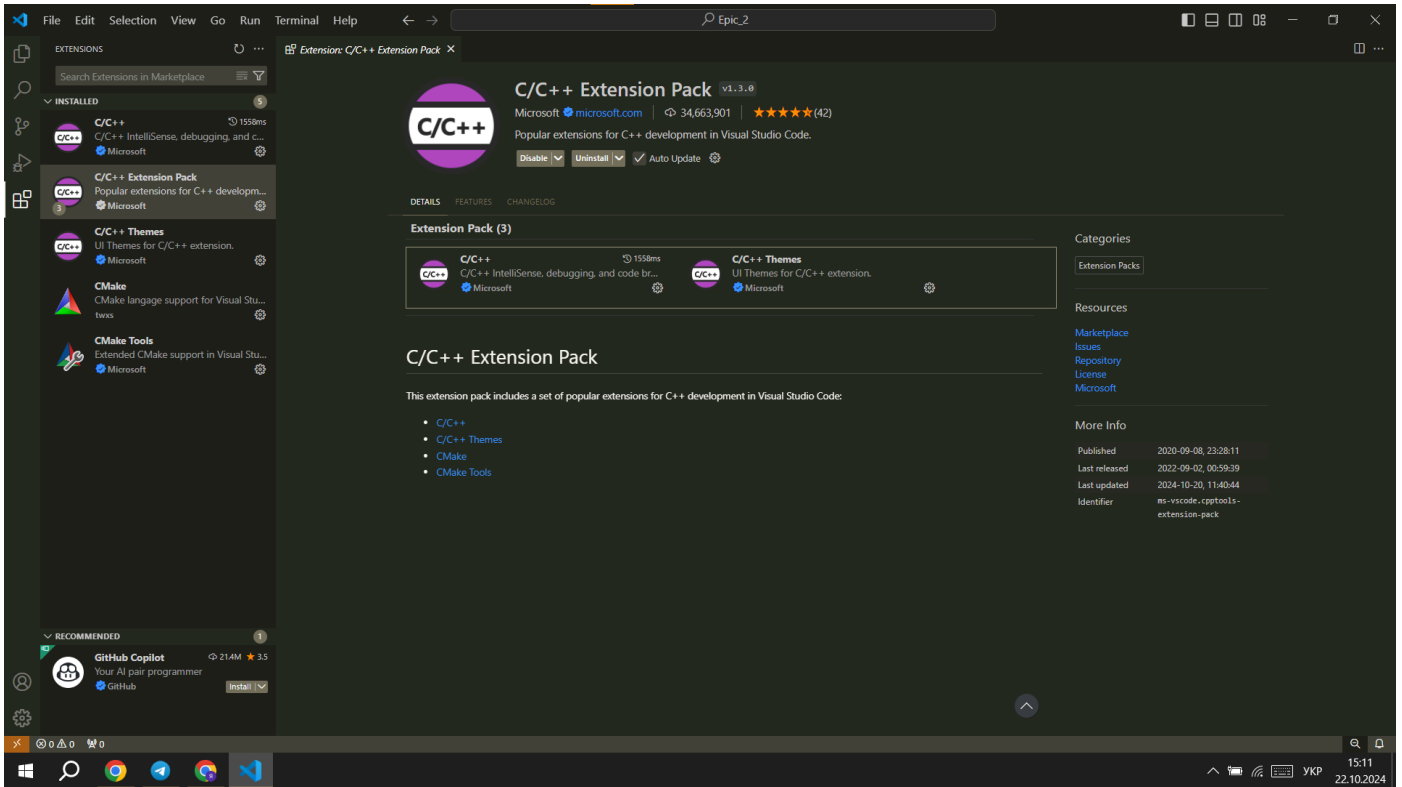 File Edit Selection View Go Run Terminal Help
Epic_2
EXTENSIONS
Search Extensions in Marketplace
INSTALLED 5
C/C++ 1558ms
C/C++ IntelliSense, debugging, and c...
Microsoft
C/C++ Extension Pack
Popular extensions for C++ developm...
Microsoft
3
C/C++ Themes
UI Themes for C/C++ extension.
Microsoft
CMake
CMake langage support for Visual Stu...
twxs
CMake Tools
Extended CMake support in Visual Stu...
Microsoft
RECOMMENDED 1
GitHub Copilot 21.4M 3.5
Your AI pair programmer
GitHub Install
Extension: C/C++ Extension Pack
C/C++
C/C++ Extension Pack v1.3.0
Microsoft microsoft.com 34,663,901 (42)
Popular extensions for C++ development in Visual Studio Code.
Disable Uninstall Auto Update
DETAILS FEATURES CHANGELOG
Extension Pack (3)
C/C++ 1558ms
C/C++ IntelliSense, debugging, and code br...
Microsoft
C/C++ Themes
UI Themes for C/C++ extension.
Microsoft
C/C++ Extension Pack
This extension pack includes a set of popular extensions for C++ development in Visual Studio Code:
C/C++
C/C++ Themes
CMake
CMake Tools
Categories
Extension Packs
Resources
Marketplace
Issues
Repository
License
Microsoft
More Info
Published 2020-09-08, 23:28:11
Last released 2022-09-02, 00:59:39
Last updated 2024-10-20, 11:40:44
Identifier ms-vscode.cpptools-
extension-pack
0 0 0
УКР
15:11
22.10.2024